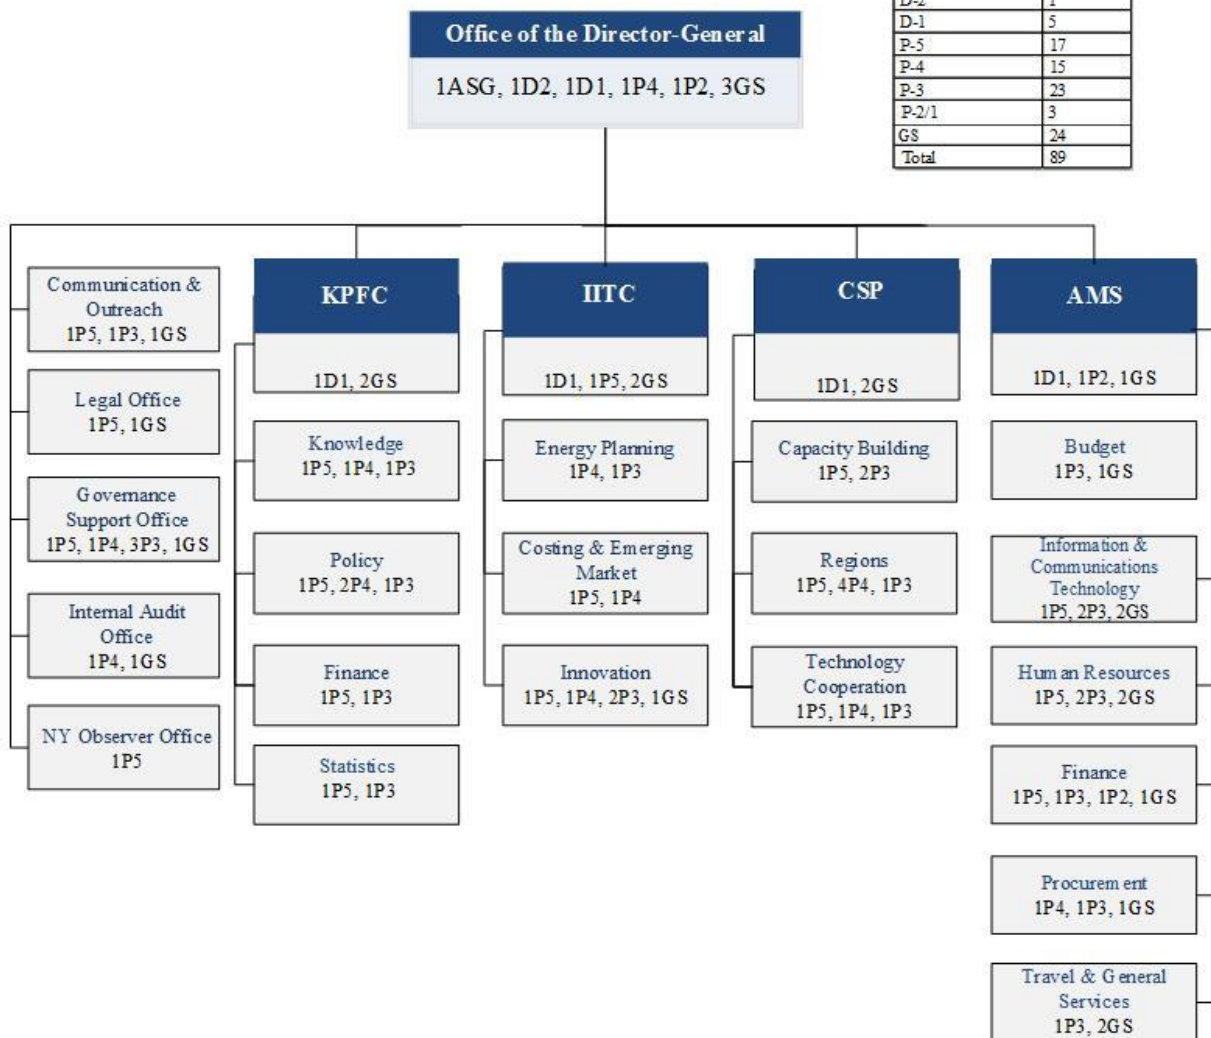 Office of the Director-General
1ASG, 1D2, 1D1, 1P4, 1P2, 3GS
D-2 1
D-1 5
P-5 17
P-4 15
P-3 23
P-2/1 3
GS 24
Total 89
Communication &
Outreach
1P5, 1P3, 1GS
Legal Office
1P5, 1GS
Governance
Support Office
1P5, 1P4, 3P3, 1GS
Internal Audit
Office
1P4, 1GS
NY Observer Office
1P5
KPFC
1D1, 2GS
Knowledge
1P5, 1P4, 1P3
Policy
1P5, 2P4, 1P3
Finance
1P5, 1P3
Statistics
1P5, 1P3
IITC
1D1, 1P5, 2GS
Energy Planning
1P4, 1P3
Costing & Emerging
Market
1P5, 1P4
Innovation
1P5, 1P4, 2P3, 1GS
CSP
1D1, 2GS
Capacity Building
1P5, 2P3
Regions
1P5, 4P4, 1P3
Technology
Cooperation
1P5, 1P4, 1P3
AMS
1D1, 1P2, 1GS
Budget
1P3, 1GS
Information &
Communications
Technology
1P5, 2P3, 2GS
Human Resources
1P5, 2P3, 2GS
Finance
1P5, 1P3, 1P2, 1GS
Procurement
1P4, 1P3, 1GS
Travel & General
Services
1P3, 2GS